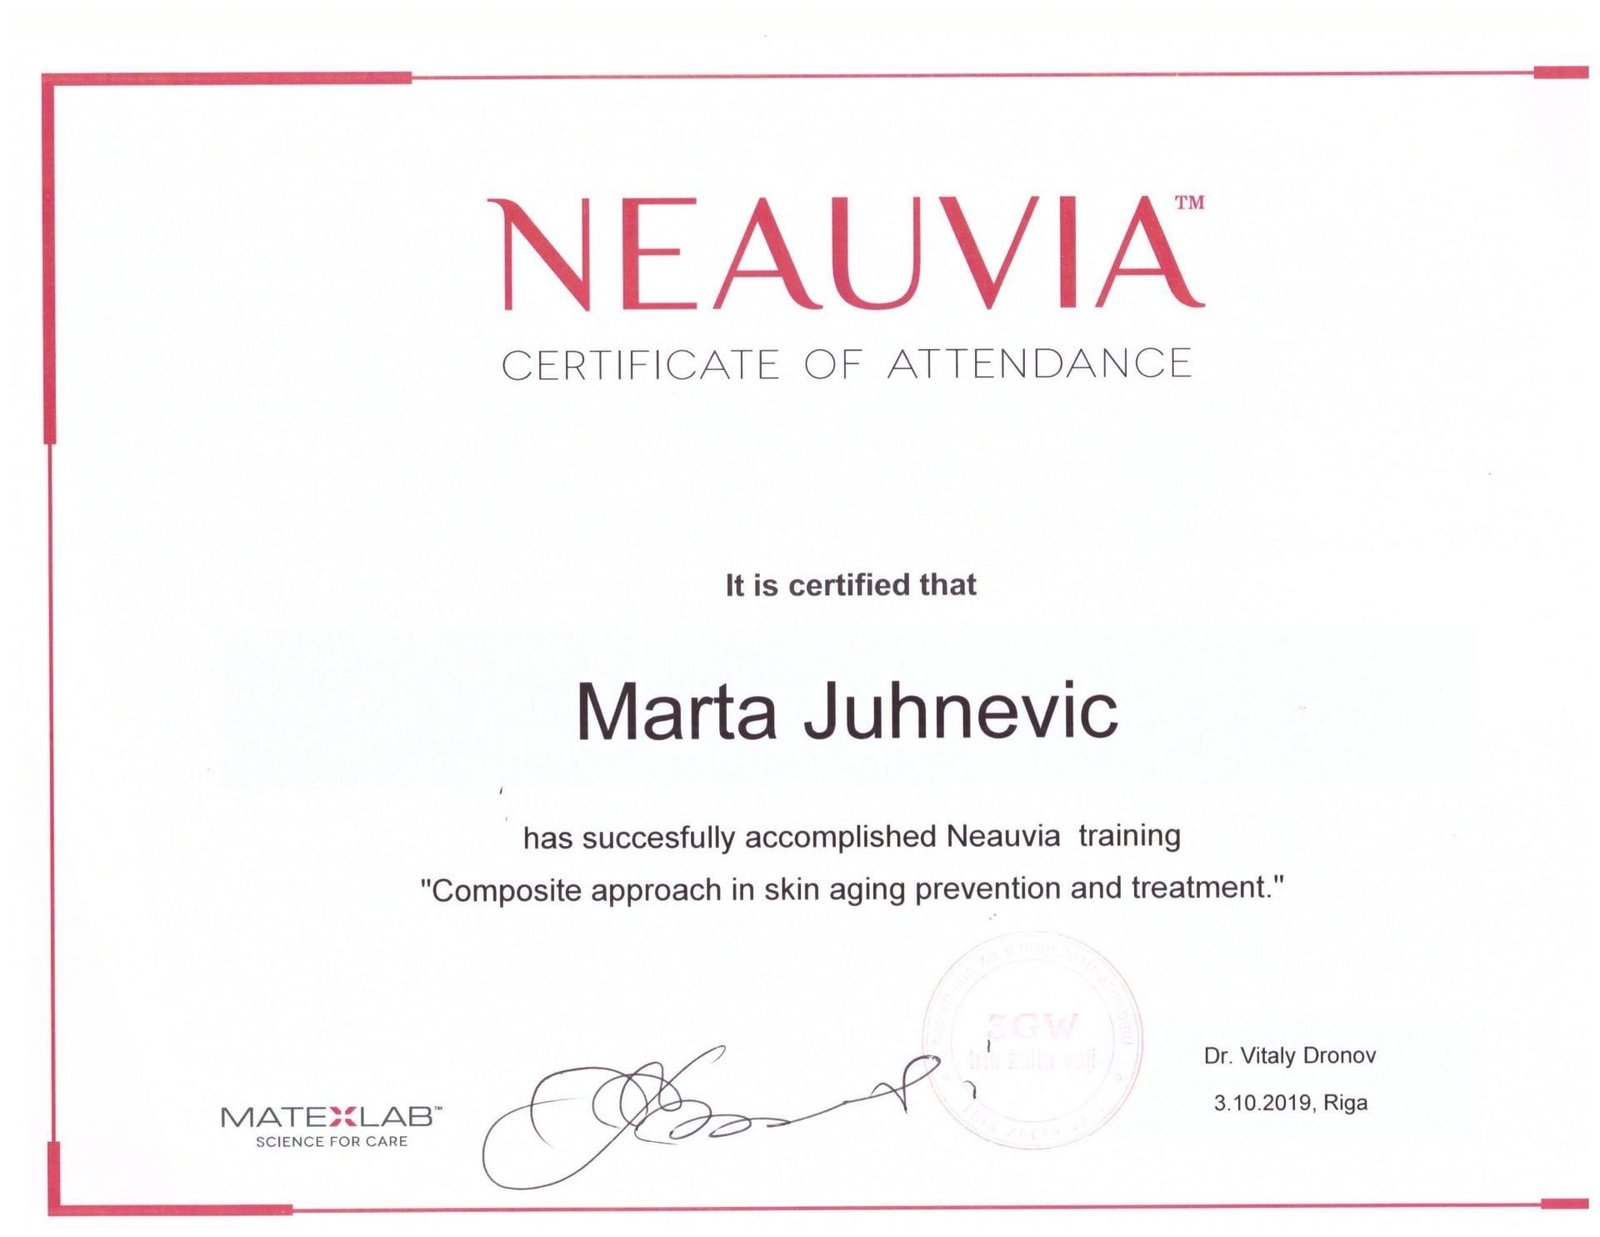 NEAUVIA™
CERTIFICATE OF ATTENDANCE
It is certified that
Marta Juhnevic
has succesfully accomplished Neauvia training
"Composite approach in skin aging prevention and treatment."
3GW
Dr. Vitaly Dronov
3.10.2019, Riga
MATEXLAB™
SCIENCE FOR CARE